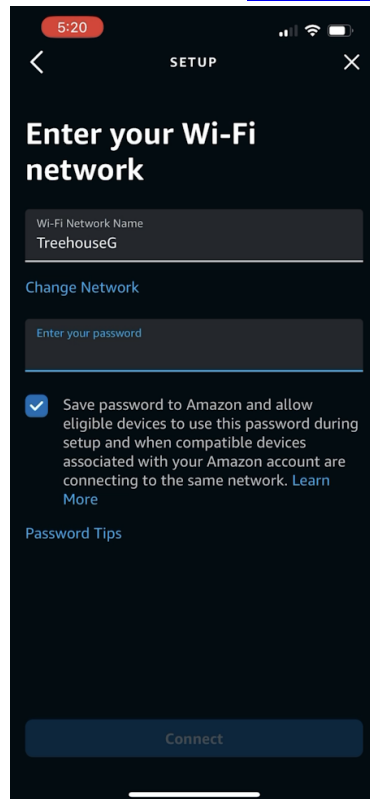 5:20
SETUP
Enter your Wi-Fi
network
Wi-Fi Network Name
TreehouseG
Change Network
Enter your password
Save password to Amazon and allow
eligible devices to use this password during
setup and when compatible devices
associated with your Amazon account are
connecting to the same network. Learn
More
Password Tips
Connect